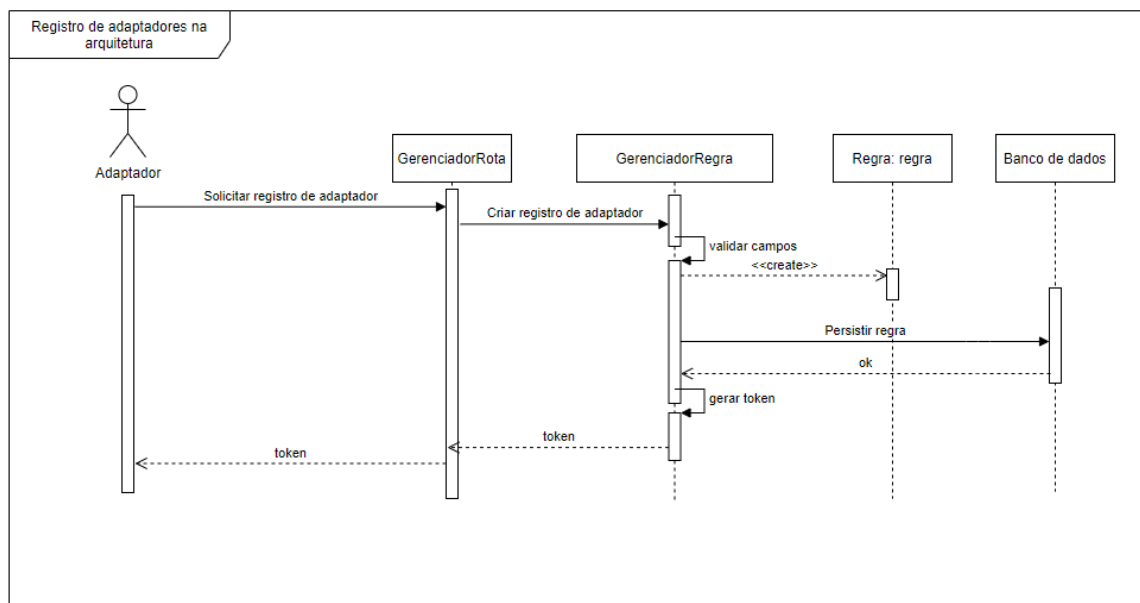 Registro de adaptadores na
arquitetura
Adaptador
GerenciadorRota
GerenciadorRegra
Regra: regra
Banco de dados
Solicitar registro de adaptador
Criar registro de adaptador
validar campos
<<create>>
Persistir regra
ok
gerar token
token
token